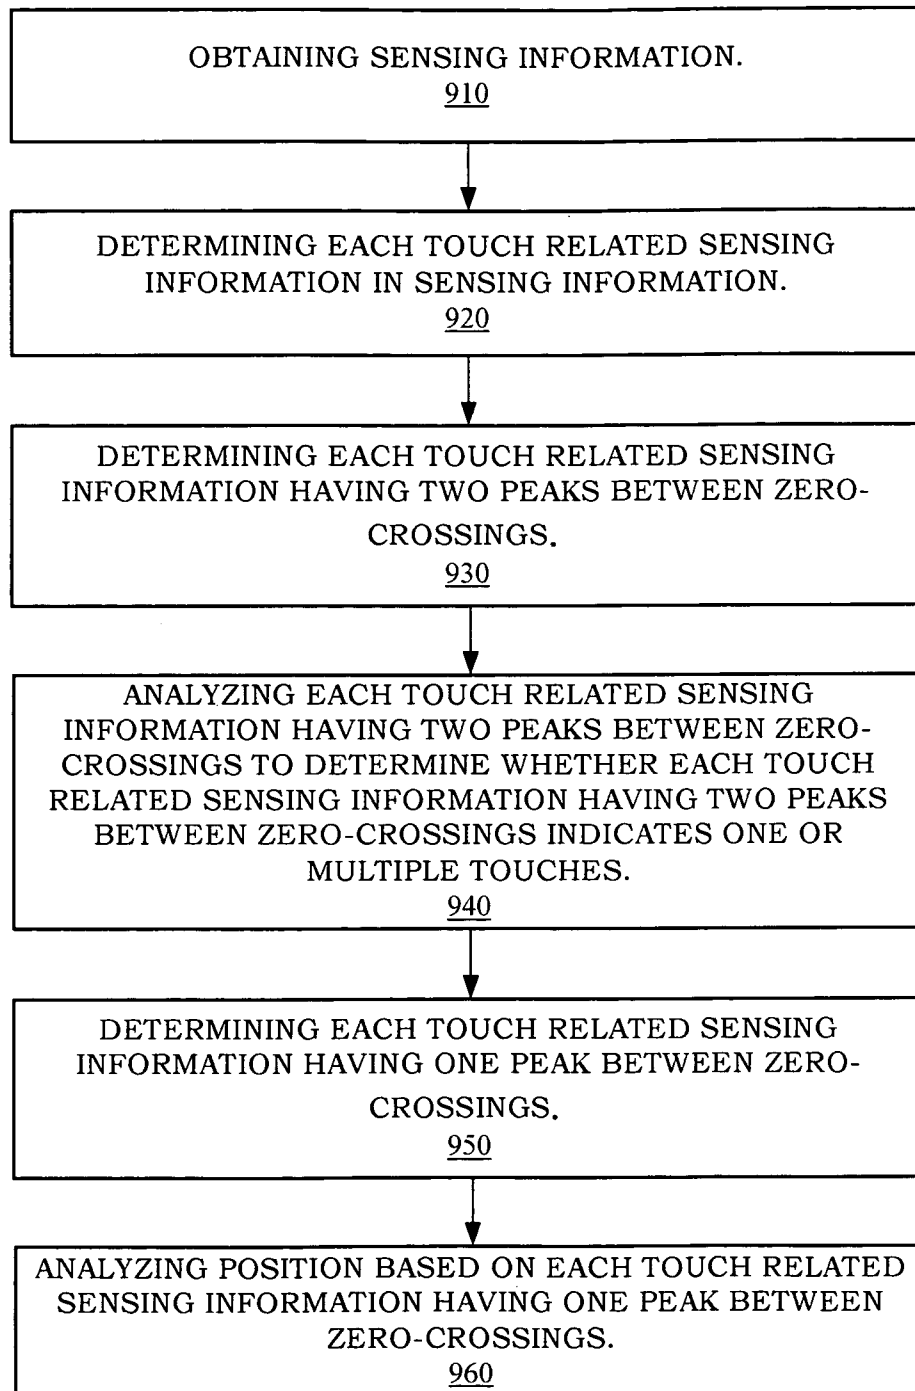 OBTAINING SENSING INFORMATION.
910
DETERMINING EACH TOUCH RELATED SENSING
INFORMATION IN SENSING INFORMATION.
920
DETERMINING EACH TOUCH RELATED SENSING
INFORMATION HAVING TWO PEAKS BETWEEN ZERO-
CROSSINGS.
930
ANALYZING EACH TOUCH RELATED SENSING
INFORMATION HAVING TWO PEAKS BETWEEN ZERO-
CROSSINGS TO DETERMINE WHETHER EACH TOUCH
RELATED SENSING INFORMATION HAVING TWO PEAKS
BETWEEN ZERO-CROSSINGS INDICATES ONE OR
MULTIPLE TOUCHES.
940
DETERMINING EACH TOUCH RELATED SENSING
INFORMATION HAVING ONE PEAK BETWEEN ZERO-
CROSSINGS.
950
ANALYZING POSITION BASED ON EACH TOUCH RELATED
SENSING INFORMATION HAVING ONE PEAK BETWEEN
ZERO-CROSSINGS.
960